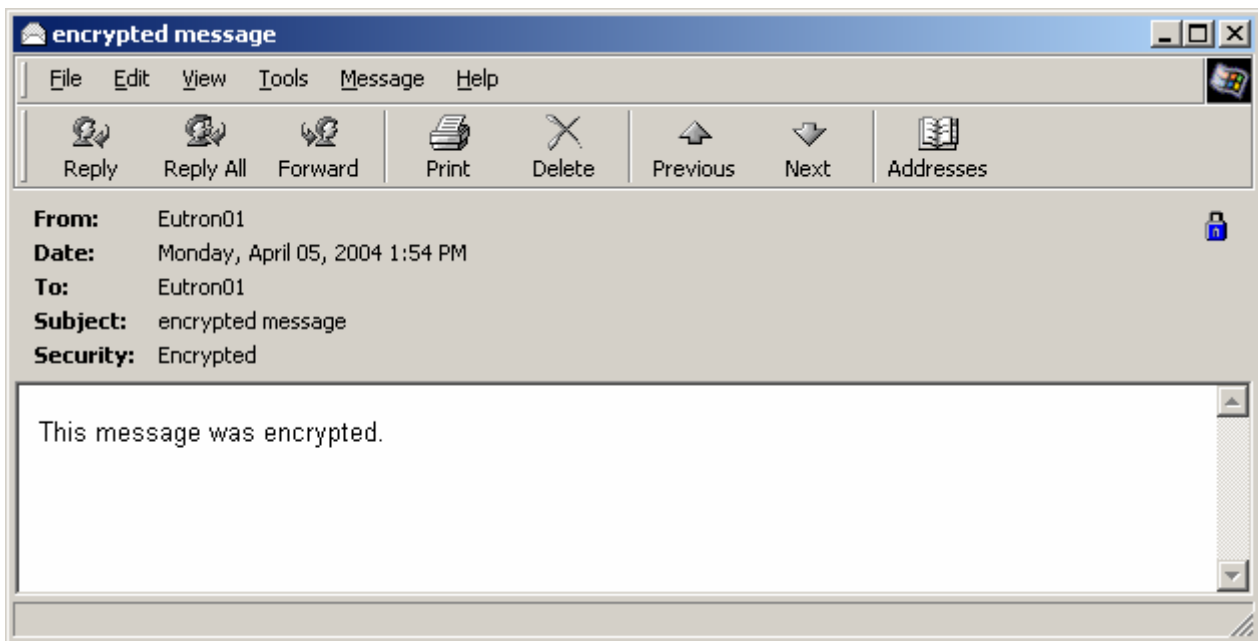 encrypted message
File Edit View Tools Message Help
Reply Reply All Forward Print Delete Previous Next Addresses
From: Eutron01
Date: Monday, April 05, 2004 1:54 PM
To: Eutron01
Subject: encrypted message
Security: Encrypted
This message was encrypted.